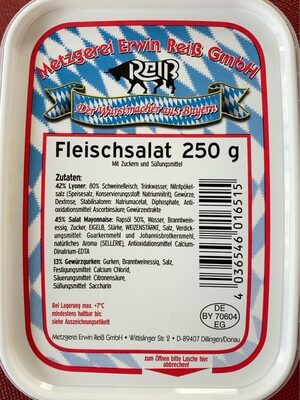 Metzgerei Erwin Reiß GmbH
REIß
Der Wurstmacher aus Bayern
Fleischsalat 250 g
Mit Zuckern und Süßungsmittel
Zutaten:
42% Lyoner: 80% Schweinefleisch, Trinkwasser, Nitritpökel-
salz (Speisesalz, Konservierungsstoff Natriumnitrit), Gewürze,
Dextrose, Stabilisatoren: Natriumacetat, Diphosphate, Anti-
oxidationsmittel Ascorbinsäure, Gewürzextrakte
45% Salat Mayonnaise: Rapsöl 50%, Wasser, Branntwein-
essig, Zucker, EIGELB, Stärke, WEIZENSTÄRKE, Salz, Verdick-
ungsmittel: Guarkernmehl und Johannisbrotkernmehl,
natürliches Aroma (SELLERIE), Antioxidationsmittel Calcium-
Dinatrium-EDTA
13% Gewürzgurken: Gurken, Branntweinessig, Salz,
Festigungsmittel Calcium Chlorid,
Säuerungsmittel Citronensäure,
Süßungsmittel Saccharin
4 036546 016515
Bei Lagerung max. +7°C
mindestens haltbar bis:
siehe Auszeichnungsetikett
DE
BY 70604
EG
Metzgerei Erwin Reiß GmbH • Wittislinger Str. 2 • D-89407 Dillingen/Donau
zum Öffnen bitte Lasche hier
abbrechen!